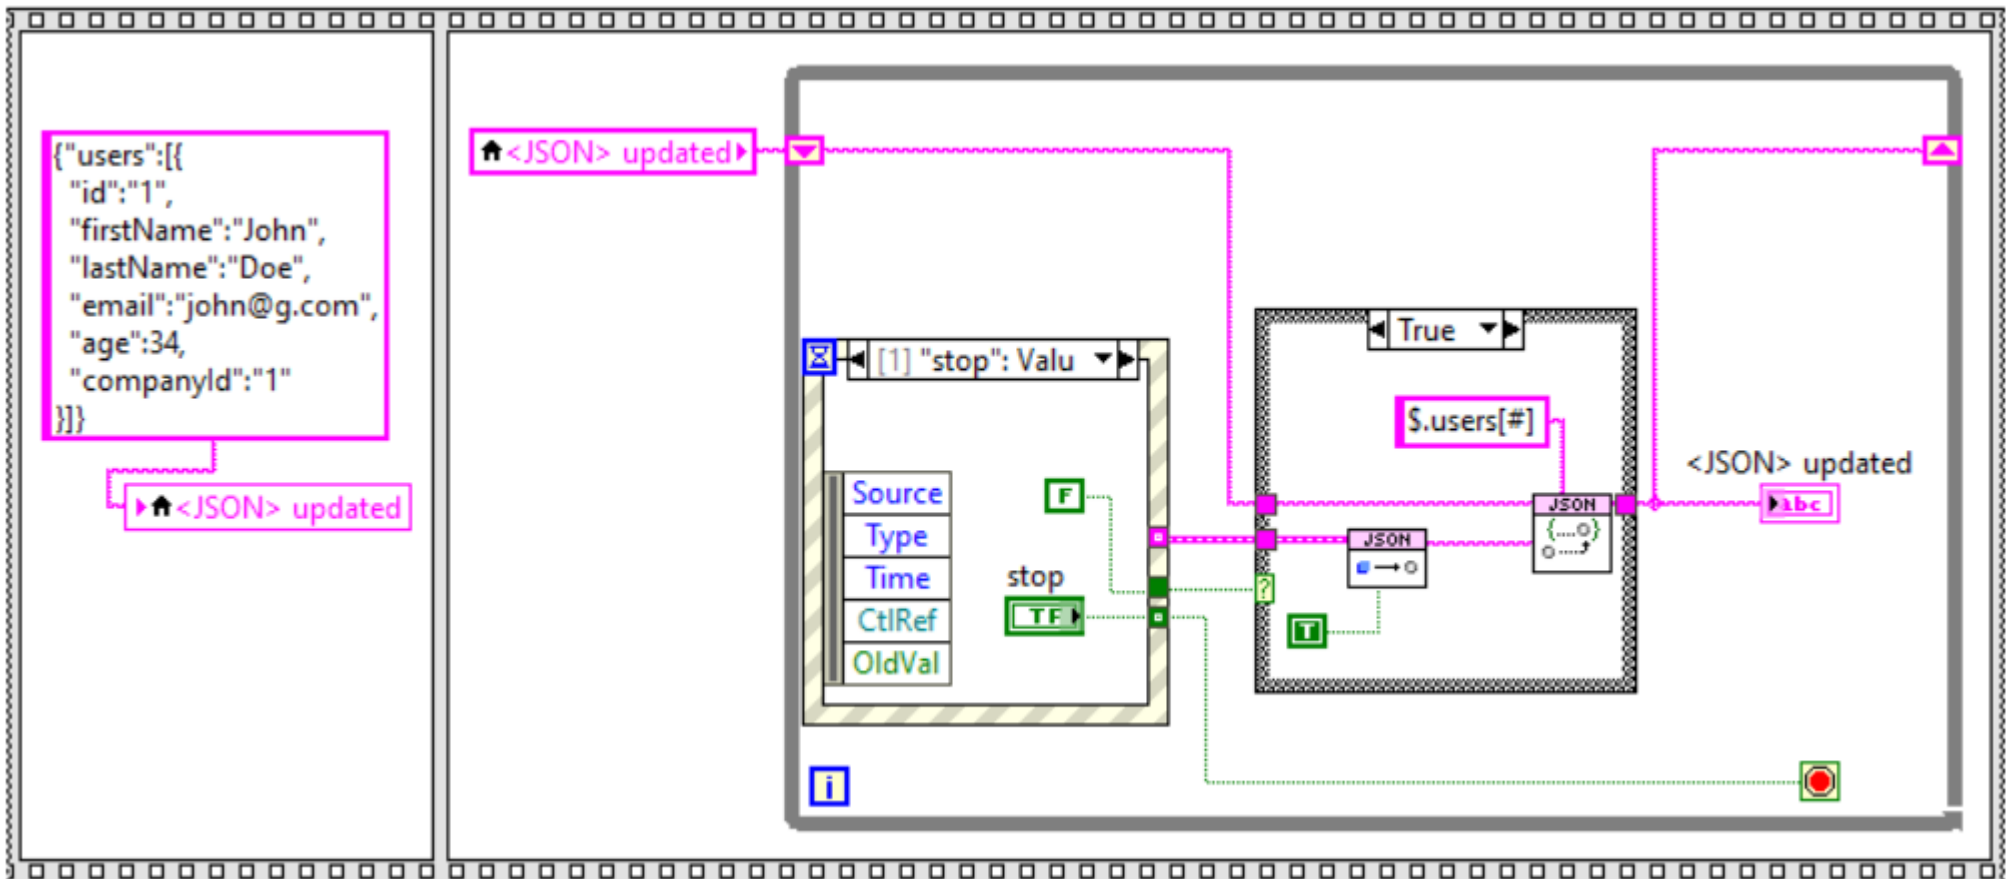 {"users":[{
"id":"1",
"firstName":"John",
"lastName":"Doe",
"email":"john@g.com",
"age":34,
"companyId":"1"
}]}
<JSON> updated
<JSON> updated
[1] "stop": Valu
Source
Type
Time
CtlRef
OldVal
F
stop
TF
i
True
$.users[#]
JSON
{....}
JSON
?
T
<JSON> updated
abc